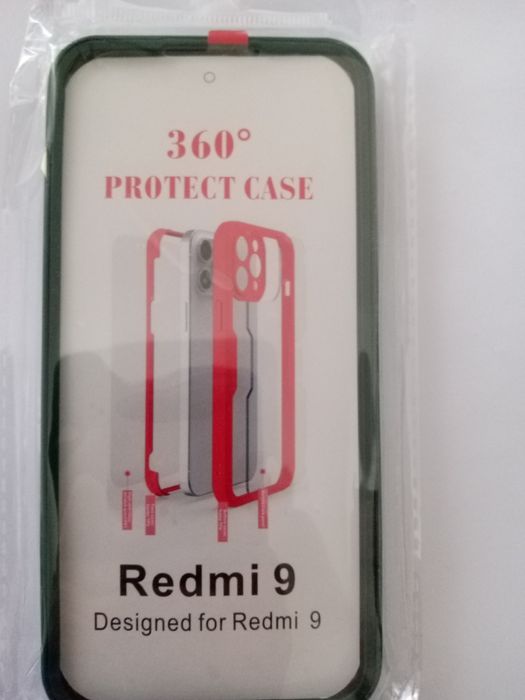 360°
PROTECT CASE
Redmi 9
Designed for Redmi 9